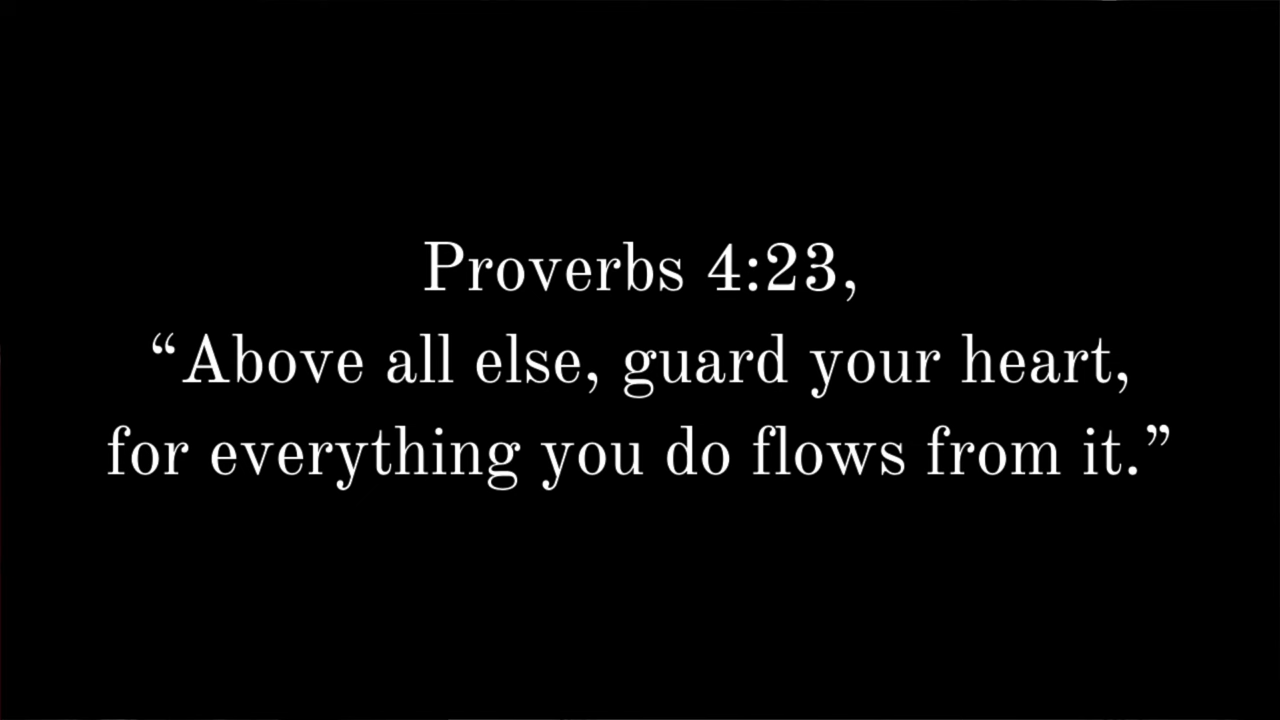 Proverbs 4:23,
“Above all else, guard your heart,
for everything you do flows from it.”